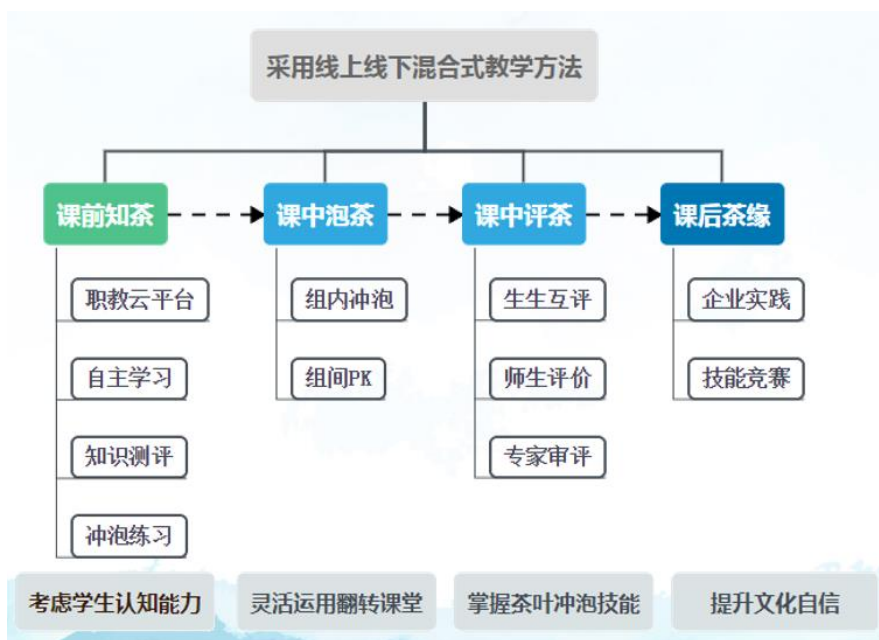 采用线上线下混合式教学方法
课前知茶
课中泡茶
课中评茶
课后茶缘
职教云平台
组内冲泡
生生互评
企业实践
自主学习
组间PK
师生评价
技能竞赛
知识测评
专家审评
冲泡练习
考虑学生认知能力
灵活运用翻转课堂
掌握茶叶冲泡技能
提升文化自信